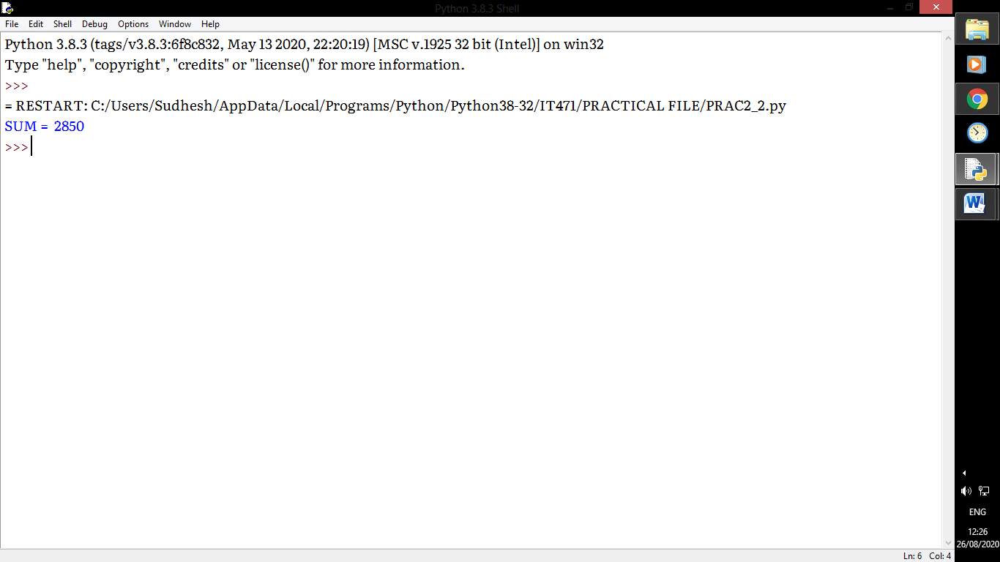 Python 3.8.3 Shell
File Edit Shell Debug Options Window Help
Python 3.8.3 (tags/v3.8.3:6f8c832, May 13 2020, 22:20:19) [MSC v.1925 32 bit (Intel)] on win32
Type "help", "copyright", "credits" or "license()" for more information.
>>>
= RESTART: C:/Users/Sudhesh/AppData/Local/Programs/Python/Python38-32/IT471/PRACTICAL FILE/PRAC2_2.py
SUM = 2850
>>>
W
ENG
12:26
26/08/2020
Ln: 6 Col: 4